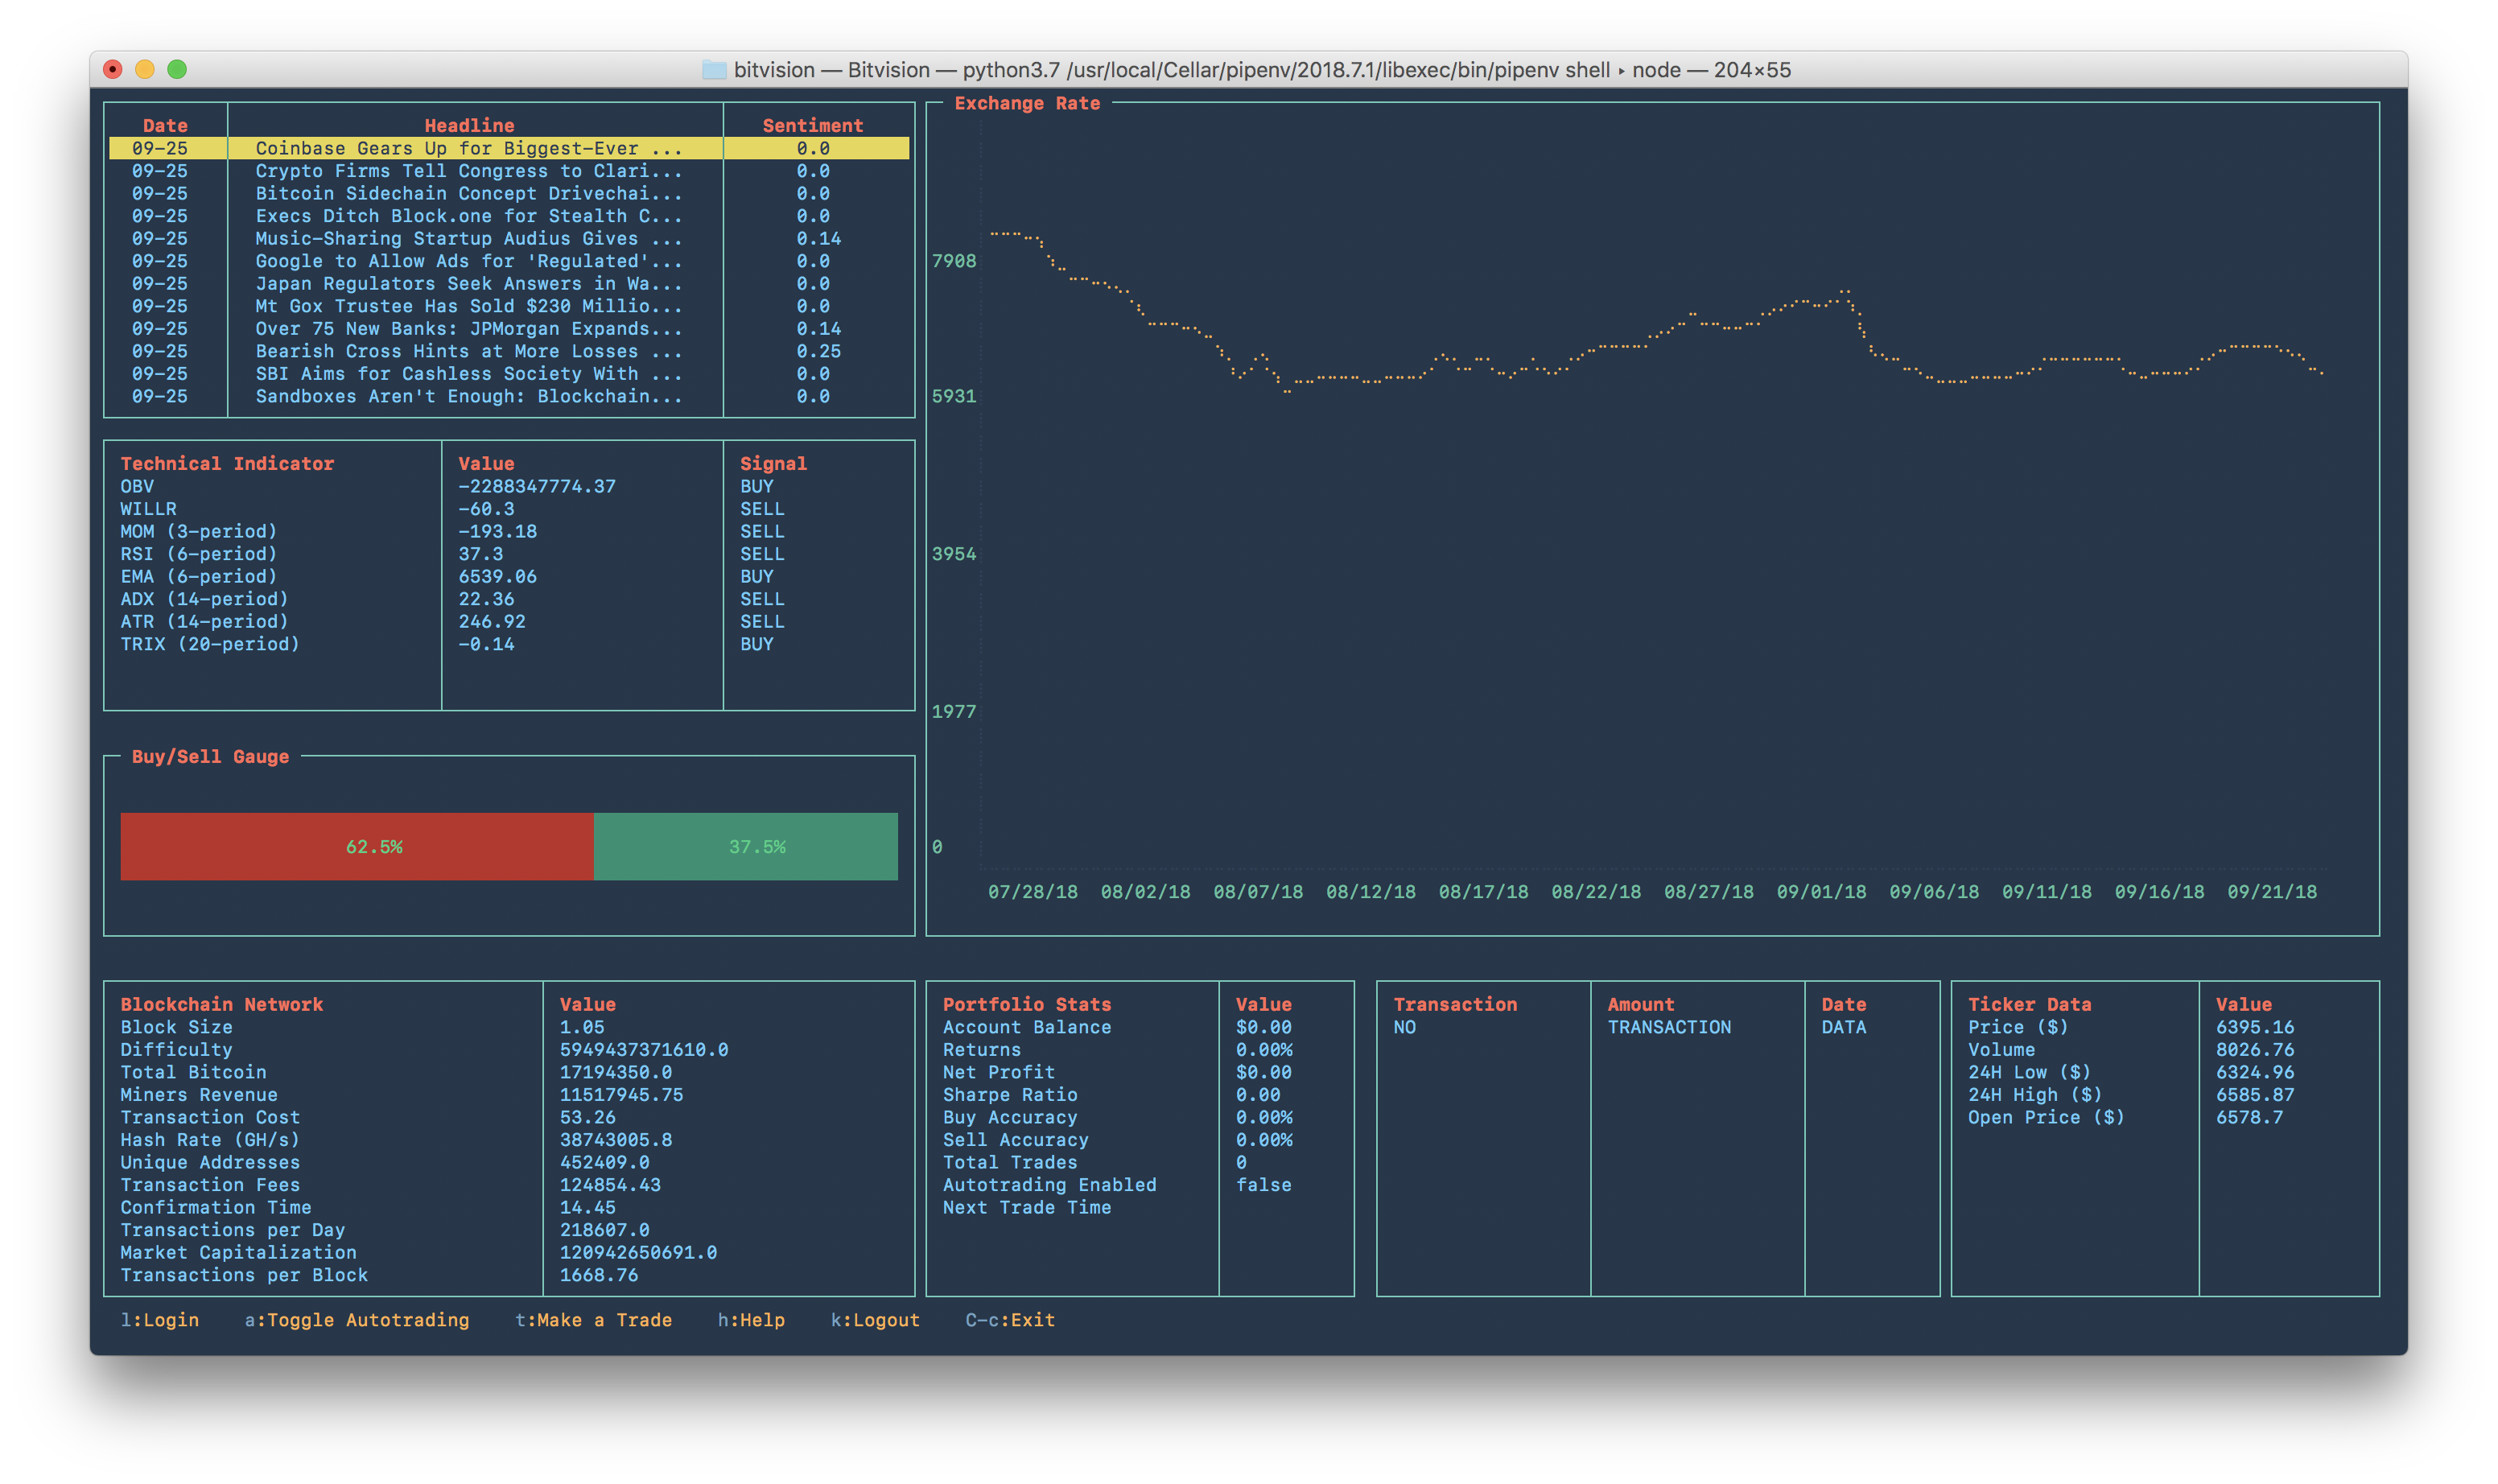 bitvision — Bitvision — python3.7 /usr/local/Cellar/pipenv/2018.7.1/libexec/bin/pipenv shell ▸ node — 204×55
Date Headline Sentiment
09-25 Coinbase Gears Up for Biggest-Ever ... 0.0
09-25 Crypto Firms Tell Congress to Clari... 0.0
09-25 Bitcoin Sidechain Concept Drivechai... 0.0
09-25 Execs Ditch Block.one for Stealth C... 0.0
09-25 Music-Sharing Startup Audius Gives ... 0.14
09-25 Google to Allow Ads for 'Regulated'... 0.0
09-25 Japan Regulators Seek Answers in Wa... 0.0
09-25 Mt Gox Trustee Has Sold $230 Millio... 0.0
09-25 Over 75 New Banks: JPMorgan Expands... 0.14
09-25 Bearish Cross Hints at More Losses ... 0.25
09-25 SBI Aims for Cashless Society With ... 0.0
09-25 Sandboxes Aren't Enough: Blockchain... 0.0
Technical Indicator Value Signal
OBV -2288347774.37 BUY
WILLR -60.3 SELL
MOM (3-period) -193.18 SELL
RSI (6-period) 37.3 SELL
EMA (6-period) 6539.06 BUY
ADX (14-period) 22.36 SELL
ATR (14-period) 246.92 SELL
TRIX (20-period) -0.14 BUY
Buy/Sell Gauge
62.5% 37.5%
Exchange Rate
7908
5931
3954
1977
0
07/28/18 08/02/18 08/07/18 08/12/18 08/17/18 08/22/18 08/27/18 09/01/18 09/06/18 09/11/18 09/16/18 09/21/18
Blockchain Network Value
Block Size 1.05
Difficulty 5949437371610.0
Total Bitcoin 17194350.0
Miners Revenue 11517945.75
Transaction Cost 53.26
Hash Rate (GH/s) 38743005.8
Unique Addresses 452409.0
Transaction Fees 124854.43
Confirmation Time 14.45
Transactions per Day 218607.0
Market Capitalization 120942650691.0
Transactions per Block 1668.76
Portfolio Stats Value
Account Balance $0.00
Returns 0.00%
Net Profit $0.00
Sharpe Ratio 0.00
Buy Accuracy 0.00%
Sell Accuracy 0.00%
Total Trades 0
Autotrading Enabled false
Next Trade Time
Transaction Amount Date
NO TRANSACTION DATA
Ticker Data Value
Price ($) 6395.16
Volume 8026.76
24H Low ($) 6324.96
24H High ($) 6585.87
Open Price ($) 6578.7
l:Login a:Toggle Autotrading t:Make a Trade h:Help k:Logout C-c:Exit